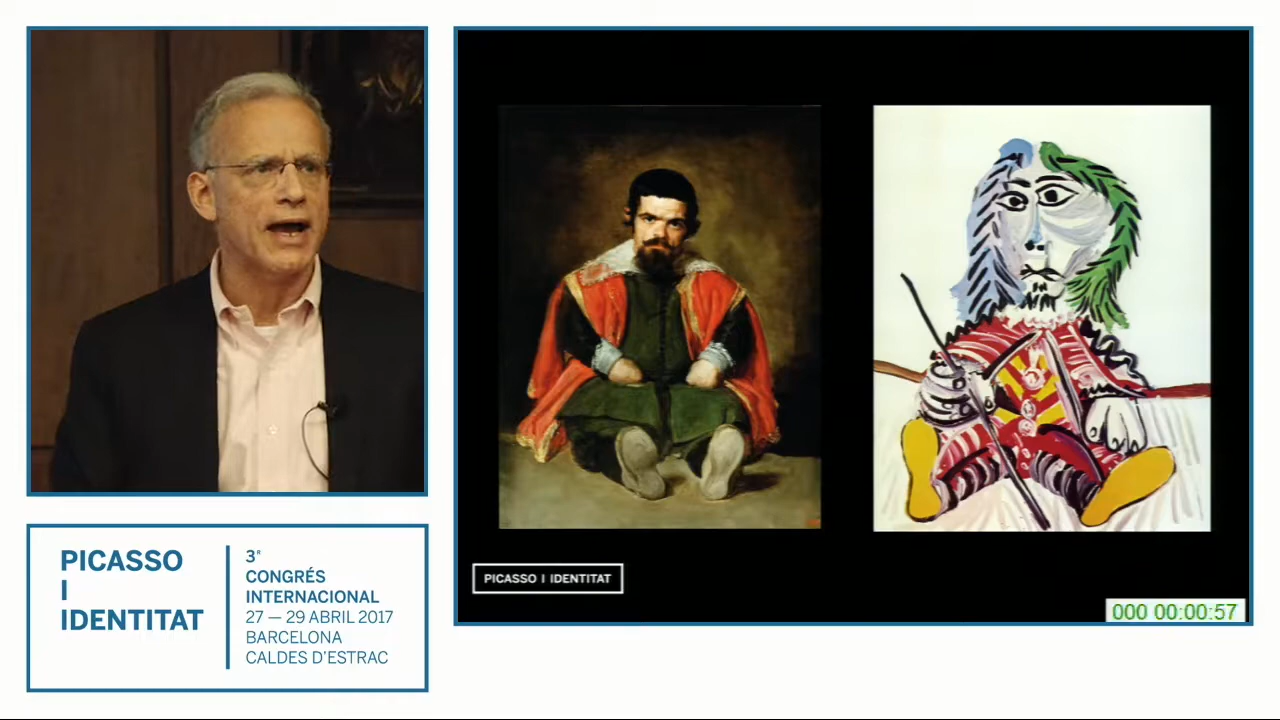 PICASSO
I
IDENTITAT
3r
CONGRÉS
INTERNACIONAL
27 — 29 ABRIL 2017
BARCELONA
CALDES D'ESTRAC
PICASSO I IDENTITAT
000 00:00:57